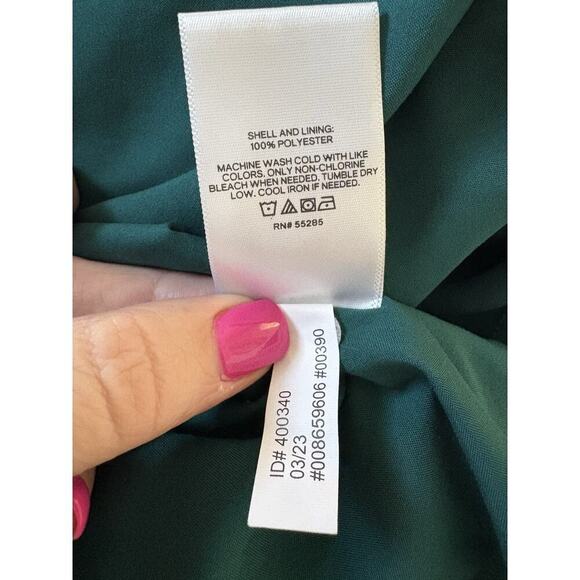 SHELL AND LINING:
100% POLYESTER
MACHINE WASH COLD WITH LIKE
COLORS. ONLY NON-CHLORINE
BLEACH WHEN NEEDED. TUMBLE DRY
LOW. COOL IRON IF NEEDED.
RN# 55285
ID# 400340
03/23
#008659606 #00390